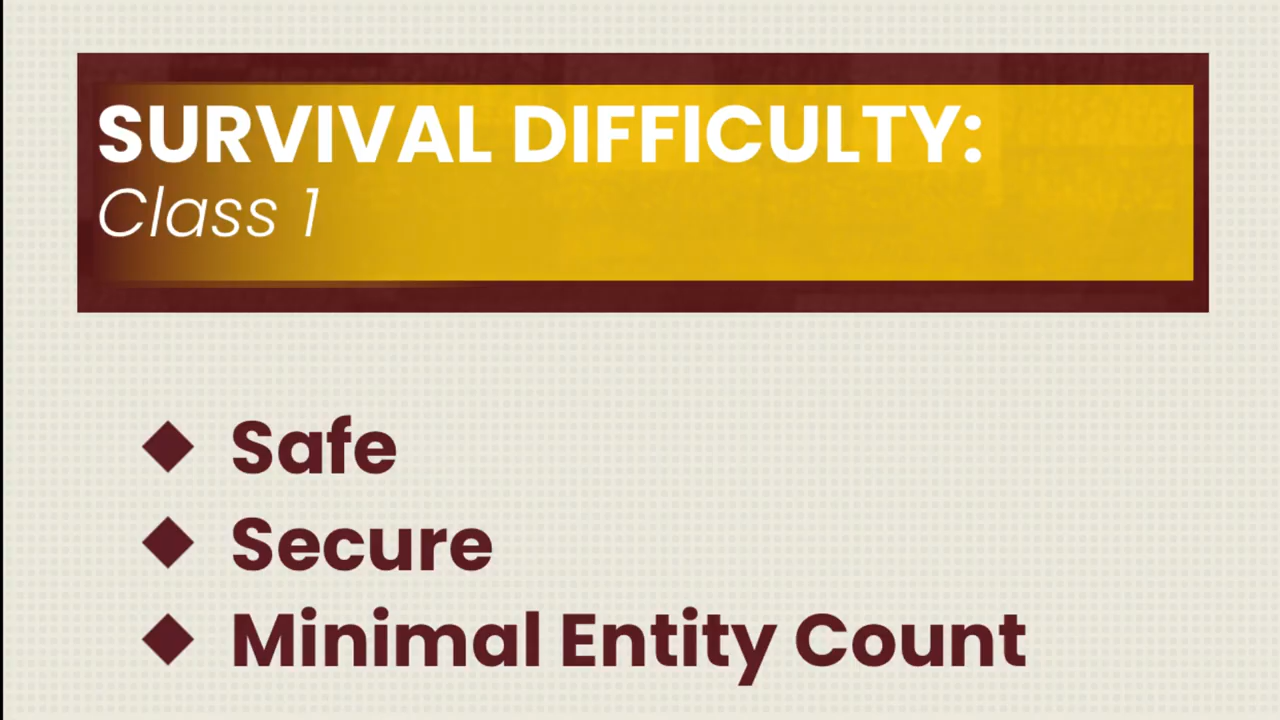 SURVIVAL DIFFICULTY:
Class 1
Safe
Secure
Minimal Entity Count